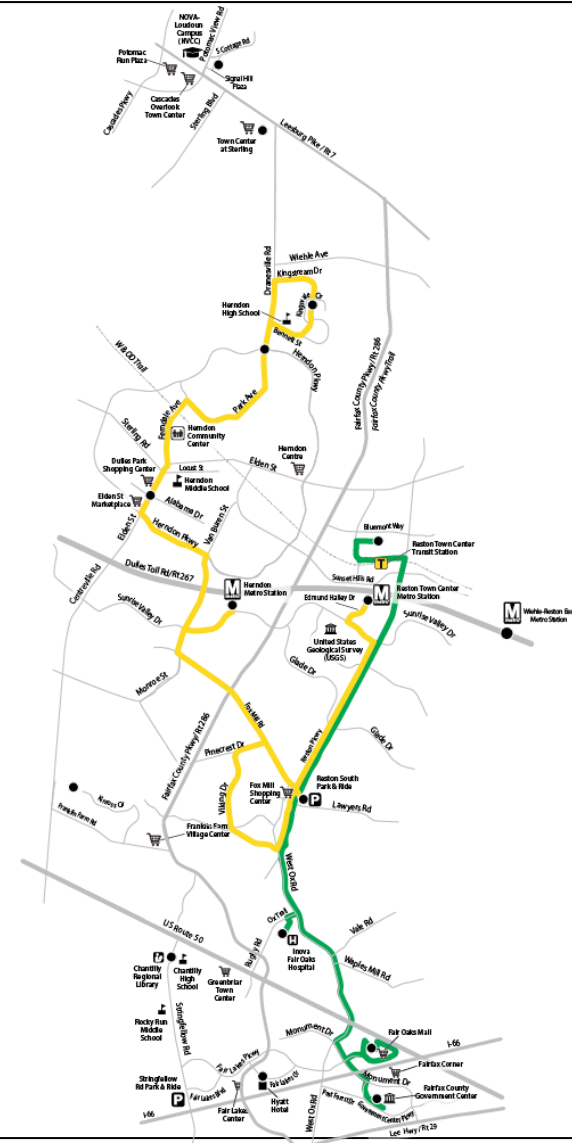 NOVA-
Loudoun
Campus
(NVCC)
Potomac View Rd
S Cottage Rd
Potomac
Run Plaza
Signal Hill
Plaza
Cascades
Overlook
Town Center
Cascades Pkwy
Sterling Blvd
Leesburg Pike / Rt 7
Town Center
at Sterling
Dranesville Rd
Wiehle Ave
Kingstream Dr
Herndon
High School
Bennett St
Herndon Pkwy
W&OD Trail
Fairfax County Pkwy / Rt 286
Fairfax County Pkwy Trail
Park Ave
Ferndale Ave
Sterling Rd
Herndon
Community
Center
Herndon
Centre
Elden St
Dulles Park
Shopping Center
Locust St
Herndon
Middle School
Elden St
Marketplace
Alabama Dr
Elden St
Herndon Pkwy
Van Buren St
Bluemont Way
Reston Town Center
Transit Station
T
Dulles Toll Rd/Rt 267
Centreville Rd
Sunrise Valley Dr
M
Herndon
Metro Station
Sunset Hills Rd
Edmund Halley Dr
M
Reston Town Center
Metro Station
Sunrise Valley Dr
M
Wiehle-Reston Eas
Metro Station
United States
Geological Survey
(USGS)
Glade Dr
Monroe St
Fox Mill Rd
Reston Pkwy
Glade Dr
Fairfax County Pkwy/ Rt 286
Pinecrest Dr
Viking Dr
Fox Mill
Shopping
Center
Reston South
Park & Ride
P
Lawyers Rd
Franklin Farm Rd
Franklin Farm
Village Center
West Ox Rd
US Route 50
Ox Trail
Vale Rd
Rugby Rd
H
Inova
Fair Oaks
Hospital
Waples Mill Rd
Chantilly
Regional
Library
Chantilly
High
School
Greenbriar
Town
Center
Rocky Run
Middle
School
Stringfellow Rd
Monument Dr
Fair Oaks Mall
I-66
Fair Lakes Pkwy
Fairfax Corner
Monument Dr
Stringfellow
Rd Park & Ride
P
Fair Lakes Blvd
Fair Lakes Cir
Fair Lakes
Center
Hyatt
Hotel
Post Forest Dr
Fairfax County
Government Center
Government Center Pkwy
I-66
West Ox Rd
Lee Hwy / Rt 29